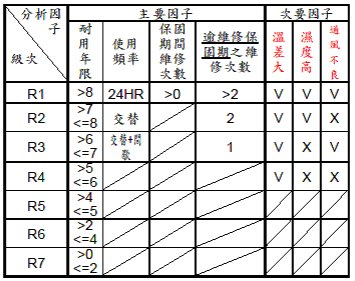 分析因子 主要因子 次要因子
級次 耐用年限 使用頻率 保固期間維修次數 逾維修保固期之維修次數 溫差大 濕度高 通風不良
R1 >8 24HR >0 >2 V V V
R2 >7 <=8 交替 2 V V X
R3 >6 <=7 交替+間歇 1 V X V
R4 >5 <=6 V X X
R5 >4 <=5
R6 >2 <=4
R7 >0 <=2